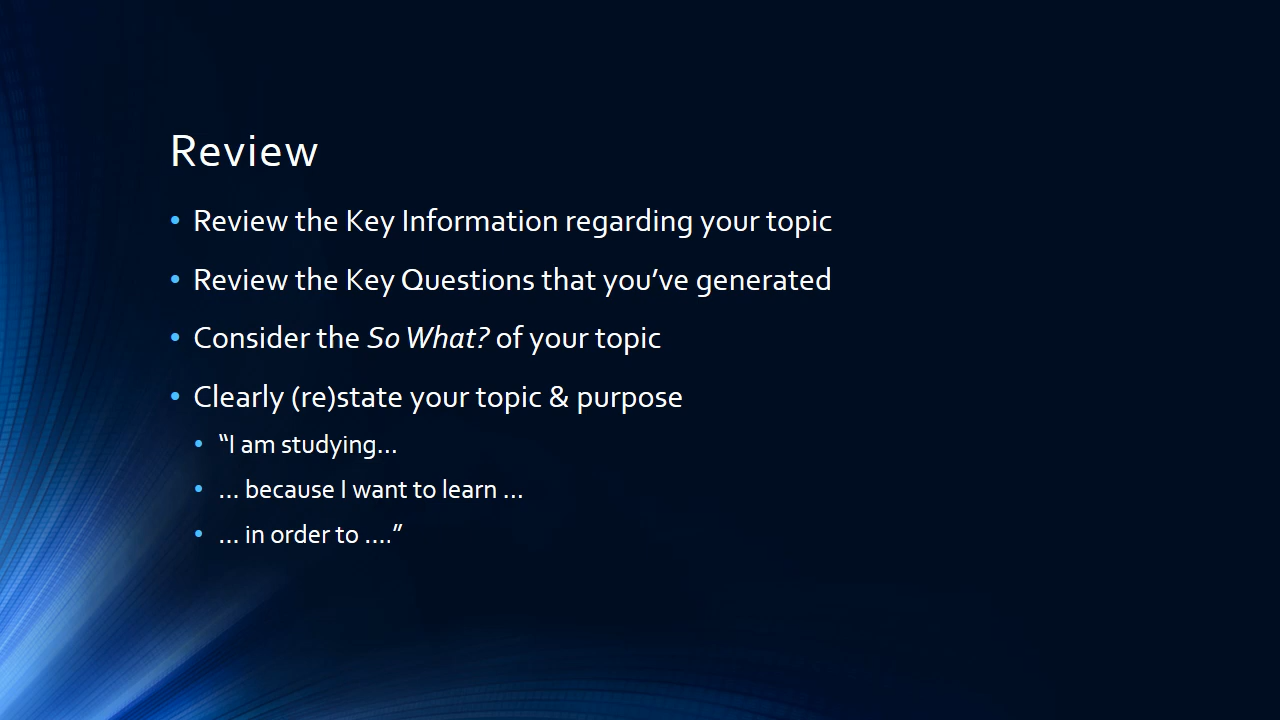 Review
• Review the Key Information regarding your topic
• Review the Key Questions that you’ve generated
• Consider the So What? of your topic
• Clearly (re)state your topic & purpose
• “I am studying…
• … because I want to learn …
• … in order to ….”